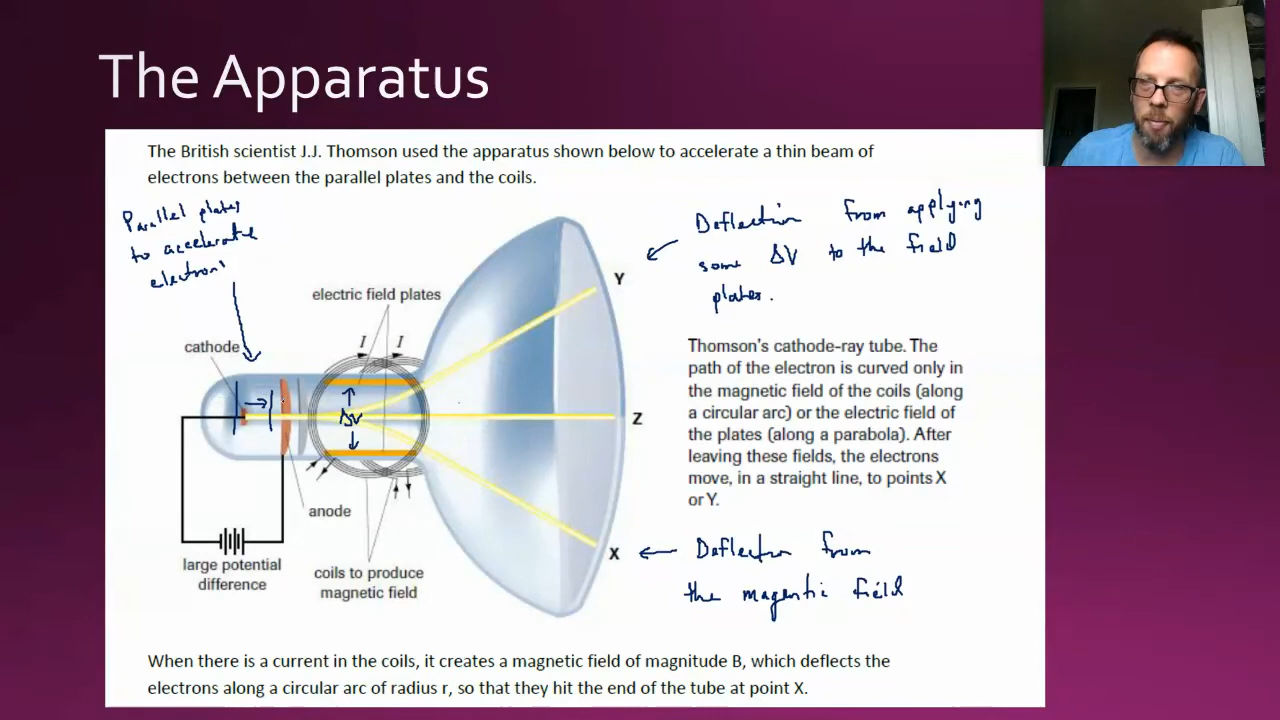 The Apparatus
The British scientist J.J. Thomson used the apparatus shown below to accelerate a thin beam of
electrons between the parallel plates and the coils.
Parallel plates
to accelerate
electrons
Deflection from applying
some ΔV to the field
plates.
Y
electric field plates
I I
cathode
ΔV
Z
Thomson's cathode-ray tube. The
path of the electron is curved only in
the magnetic field of the coils (along
a circular arc) or the electric field of
the plates (along a parabola). After
leaving these fields, the electrons
move, in a straight line, to points X
or Y.
anode
large potential
difference
coils to produce
magnetic field
X
Deflection from
the magentic field
When there is a current in the coils, it creates a magnetic field of magnitude B, which deflects the
electrons along a circular arc of radius r, so that they hit the end of the tube at point X.